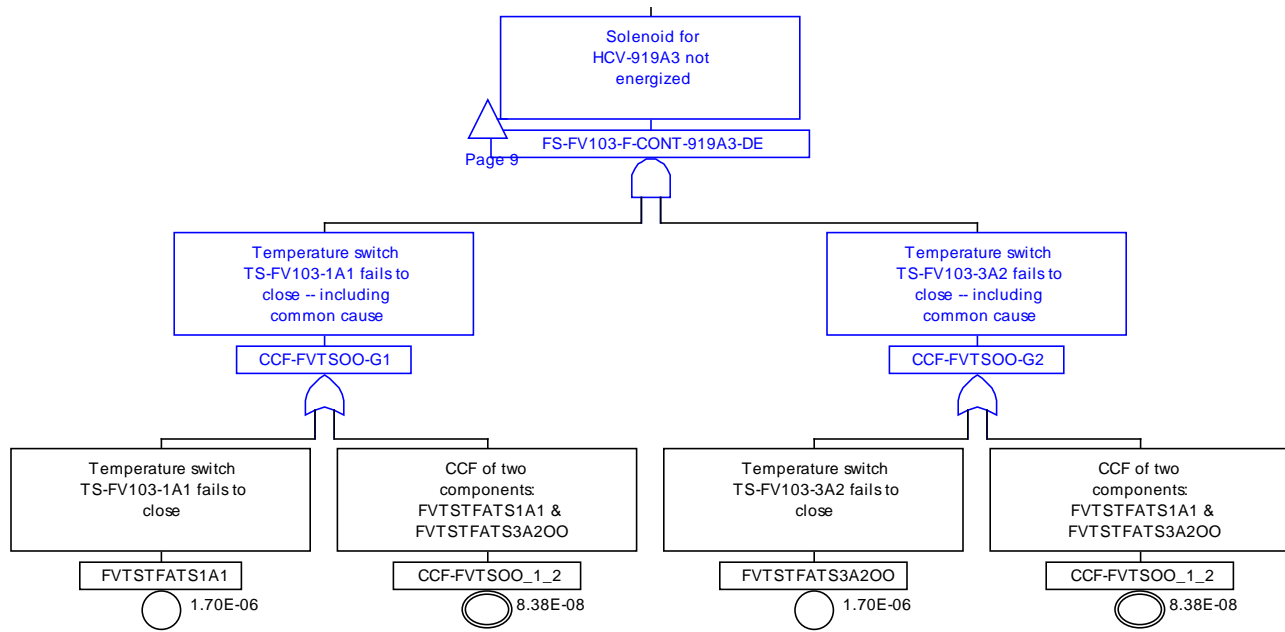 Solenoid for
HCV-919A3 not
energized
FS-FV103-F-CONT-919A3-DE
Page 9
Temperature switch
TS-FV103-1A1 fails to
close -- including
common cause
CCF-FVTSOO-G1
Temperature switch
TS-FV103-3A2 fails to
close -- including
common cause
CCF-FVTSOO-G2
Temperature switch
TS-FV103-1A1 fails to
close
FVTSTFATS1A1
1.70E-06
CCF of two
components:
FVTSTFATS1A1 &
FVTSTFATS3A2OO
CCF-FVTSOO_1_2
8.38E-08
Temperature switch
TS-FV103-3A2 fails to
close
FVTSTFATS3A2OO
1.70E-06
CCF of two
components:
FVTSTFATS1A1 &
FVTSTFATS3A2OO
CCF-FVTSOO_1_2
8.38E-08